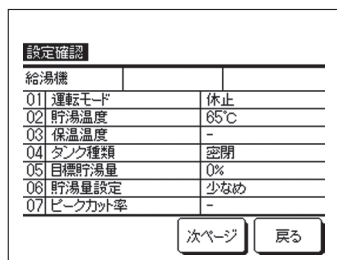 設定確認
給湯機
01 運転モード 休止
02 貯湯温度 65℃
03 保温温度 -
04 タンク種類 密閉
05 目標貯湯量 0%
06 貯湯量設定 少なめ
07 ピークカット率 -
次ページ 戻る